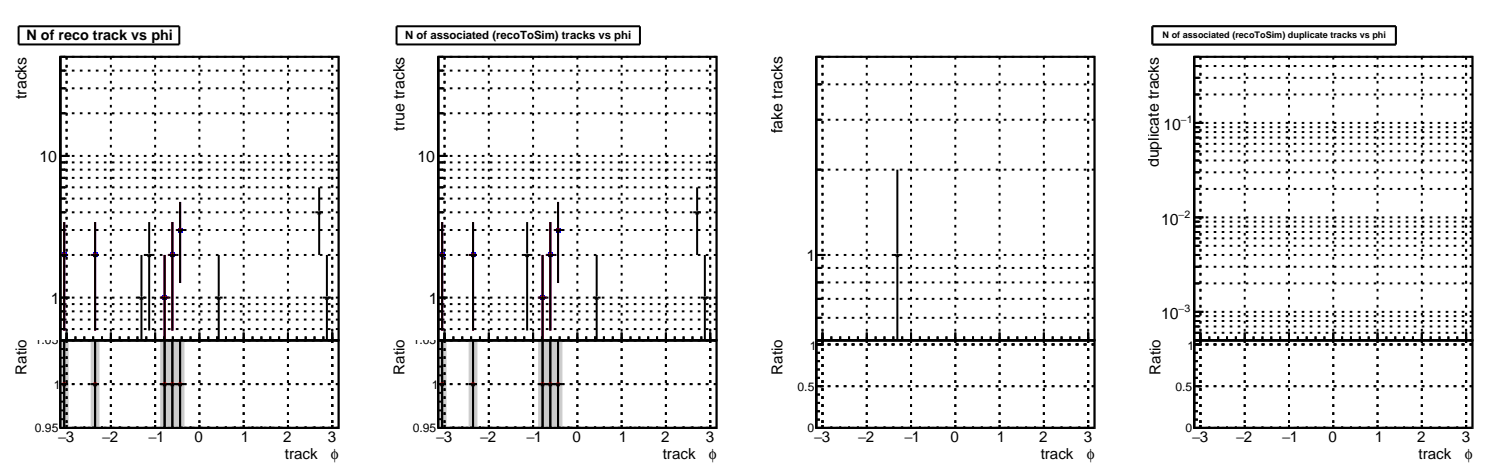 N of reco track vs phi
tracks
10
1
Ratio
1.05
1
0.95
−3 −2 −1 0 1 2 3
track ϕ
N of associated (recoToSim) tracks vs phi
true tracks
10
1
Ratio
1.05
1
0.95
−3 −2 −1 0 1 2 3
track ϕ
fake tracks
1
Ratio
1
0.5
0
−3 −2 −1 0 1 2 3
track ϕ
N of associated (recoToSim) duplicate tracks vs phi
duplicate tracks
10⁻¹
10⁻²
10⁻³
Ratio
1
0.5
0
−3 −2 −1 0 1 2 3
track ϕ